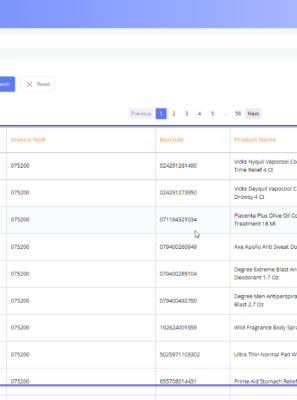 arch × Reset
Previous 1 2 3 4 5 ... 56 Next
Invoice No# Barcode Product Name
075200 024291261490 Vicks Nyquil Vapocool Co
Time Relief 4 Ct
075200 024291273950 Vicks Dayquil Vapocool C
Drowsy 4 Ct
075200 071164321034 Placenta Plus Olive Oil Co
Treatment 18 Ml
075200 079400260949 Axe Apollo Anti Sweat Do
075200 079400265104 Degree Extreme Blast An
Deodorant 1.7 Oz
075200 079400492760 Degree Men Antiperspira
Blast 2.7 Oz
075200 192624001959 Wild Fragrance Body Spra
075200 5025971103302 Ultra Thin Normal Pad W
075200 655708014431 Prime Aid Stomach Relief